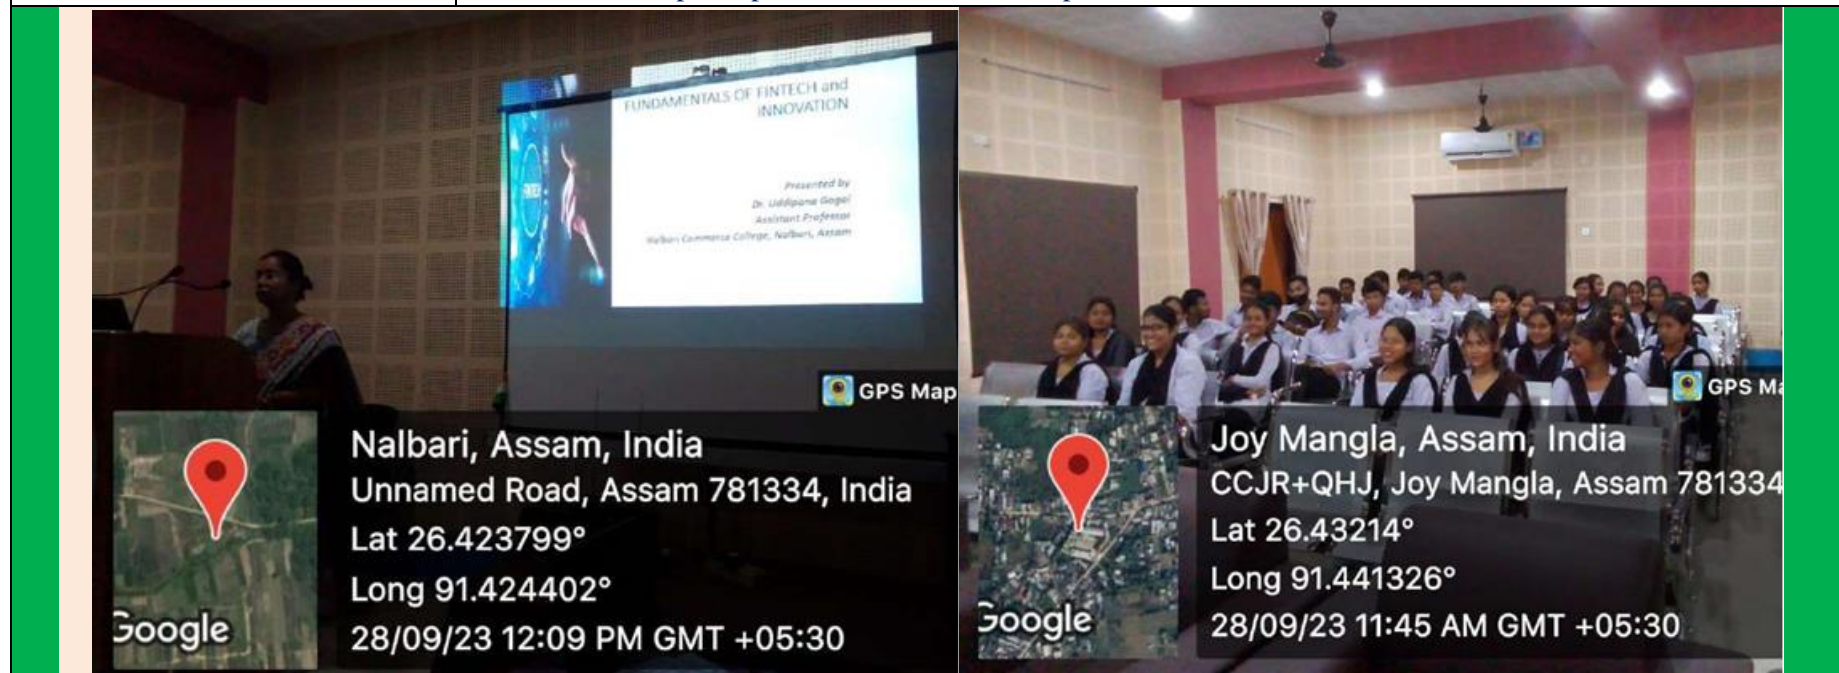 FUNDAMENTALS OF FINTECH and
INNOVATION
Presented by
Dr. Uddipana Gogoi
Assistant Professor
Nalbari Commerce College, Nalbari, Assam
GPS Map
Nalbari, Assam, India
Unnamed Road, Assam 781334, India
Lat 26.423799°
Long 91.424402°
28/09/23 12:09 PM GMT +05:30
Google
GPS Ma
Joy Mangla, Assam, India
CCJR+QHJ, Joy Mangla, Assam 781334
Lat 26.43214°
Long 91.441326°
28/09/23 11:45 AM GMT +05:30
Google